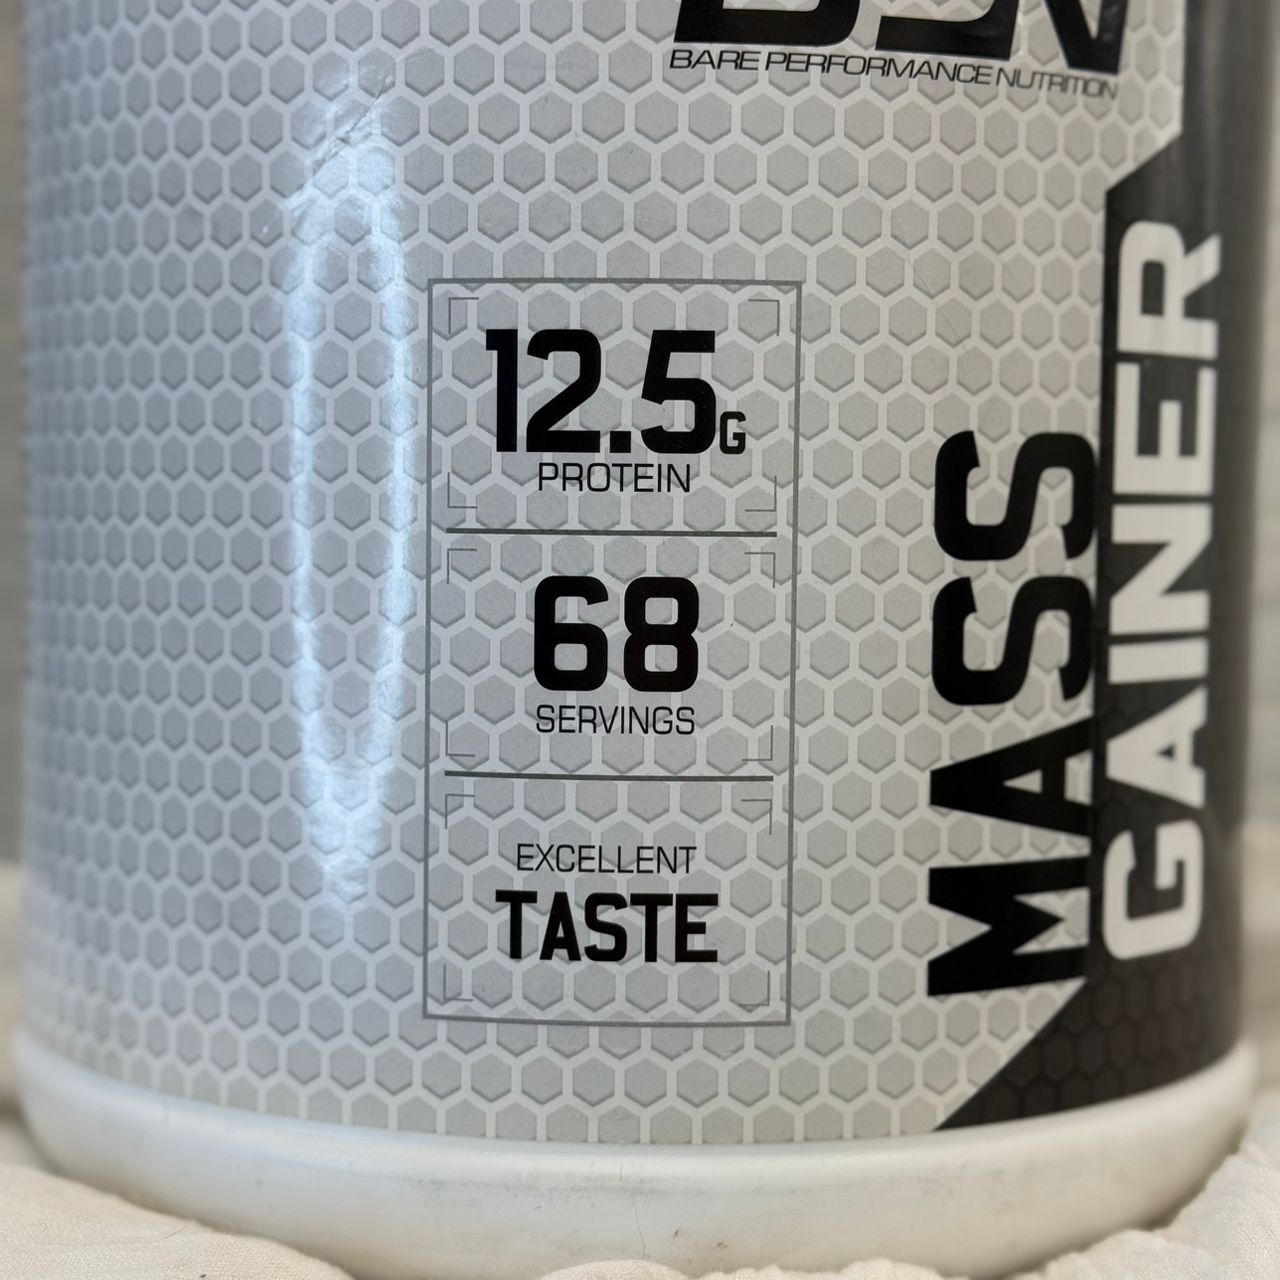 BARE PERFORMANCE NUTRITION
12.5G
PROTEIN
68
SERVINGS
EXCELLENT
TASTE
MASS
GAINER